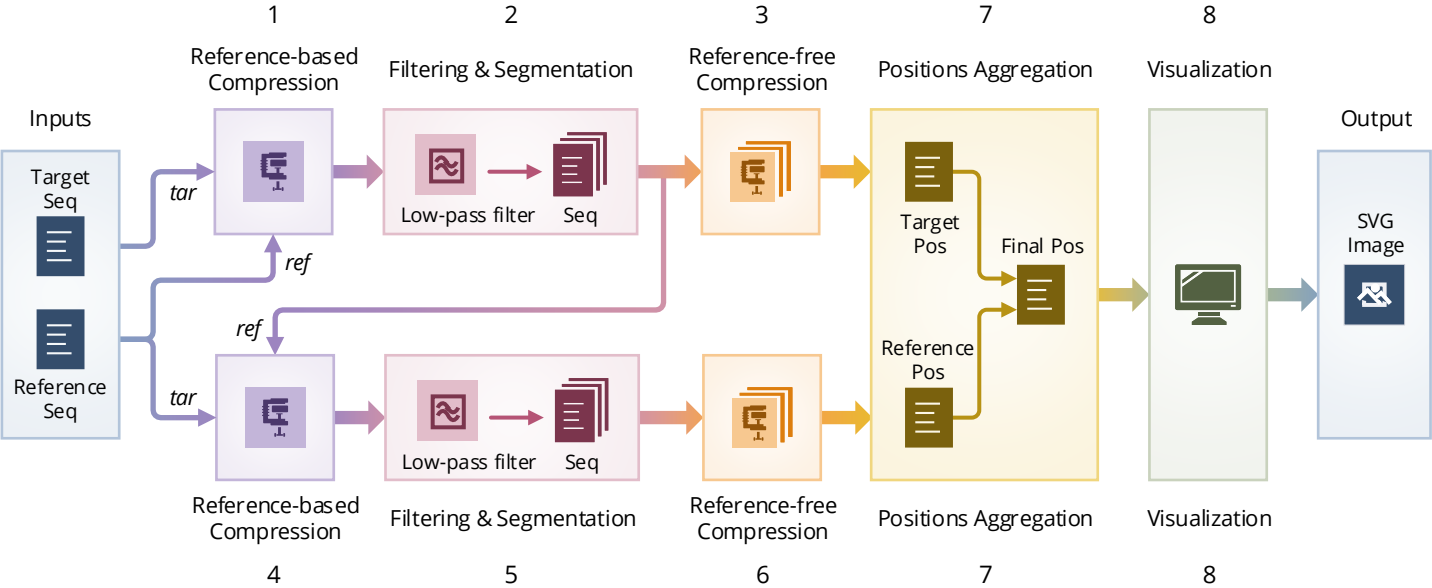 1
2
3
7
8
Reference-based
Compression
Filtering & Segmentation
Reference-free
Compression
Positions Aggregation
Visualization
Inputs
Output
Target
Seq
tar
ref
Low-pass filter
Seq
Target
Pos
Final Pos
SVG
Image
Reference
Seq
ref
tar
Low-pass filter
Seq
Reference
Pos
Reference-based
Compression
Filtering & Segmentation
Reference-free
Compression
Positions Aggregation
Visualization
4
5
6
7
8